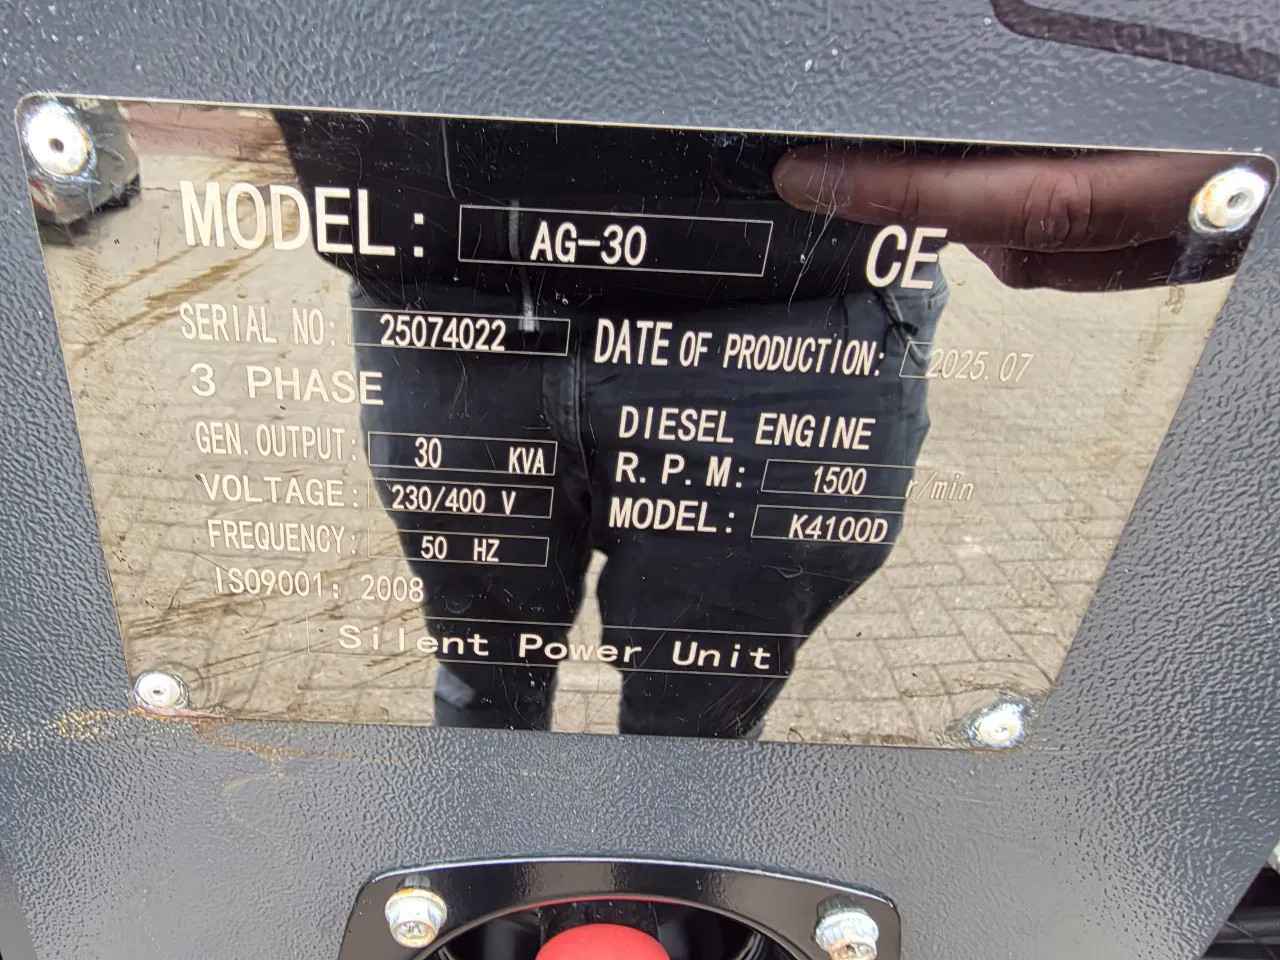 MODEL: AG-30 CE
SERIAL NO: 25074022 DATE OF PRODUCTION: 2025.07
3 PHASE
DIESEL ENGINE
GEN.OUTPUT: 30 KVA R.P.M: 1500 r/min
VOLTAGE: 230/400 V MODEL: K4100D
FREQUENCY: 50 HZ
ISO9001: 2008
Silent Power Unit